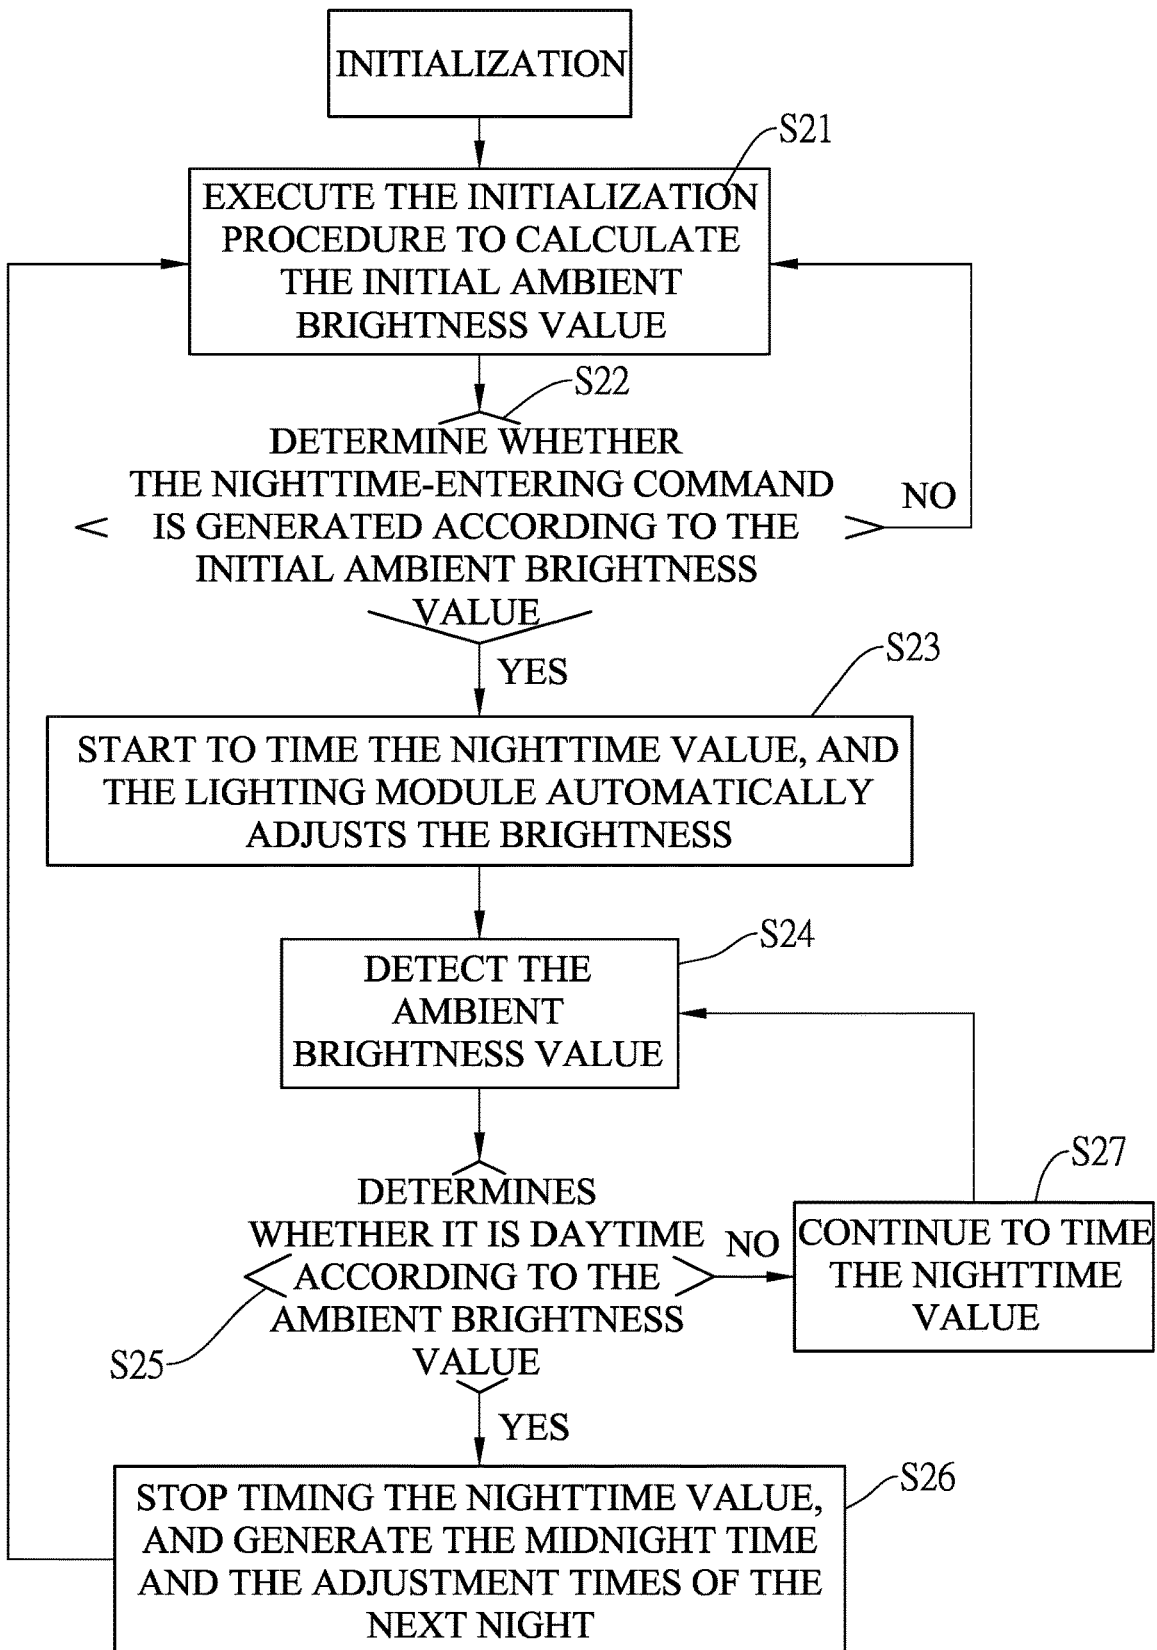 INITIALIZATION
S21
EXECUTE THE INITIALIZATION
PROCEDURE TO CALCULATE
THE INITIAL AMBIENT
BRIGHTNESS VALUE
S22
DETERMINE WHETHER
THE NIGHTTIME-ENTERING COMMAND
IS GENERATED ACCORDING TO THE
INITIAL AMBIENT BRIGHTNESS
VALUE
NO
YES
S23
START TO TIME THE NIGHTTIME VALUE, AND
THE LIGHTING MODULE AUTOMATICALLY
ADJUSTS THE BRIGHTNESS
S24
DETECT THE
AMBIENT
BRIGHTNESS VALUE
DETERMINES
WHETHER IT IS DAYTIME
ACCORDING TO THE
AMBIENT BRIGHTNESS
VALUE
S25
NO
S27
CONTINUE TO TIME
THE NIGHTTIME
VALUE
YES
S26
STOP TIMING THE NIGHTTIME VALUE,
AND GENERATE THE MIDNIGHT TIME
AND THE ADJUSTMENT TIMES OF THE
NEXT NIGHT